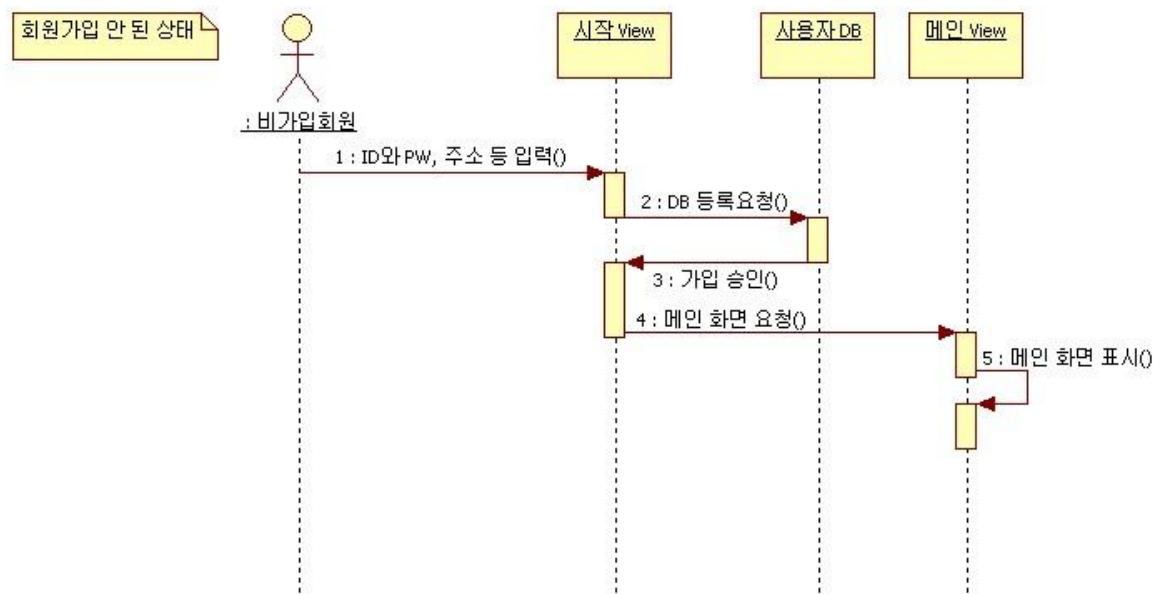 회원가입 안 된 상태
시작 View
사용자 DB
메인 View
: 비가입회원
1 : ID와 PW, 주소 등 입력()
2 : DB 등록요청()
3 : 가입 승인()
4 : 메인 화면 요청()
5 : 메인 화면 표시()